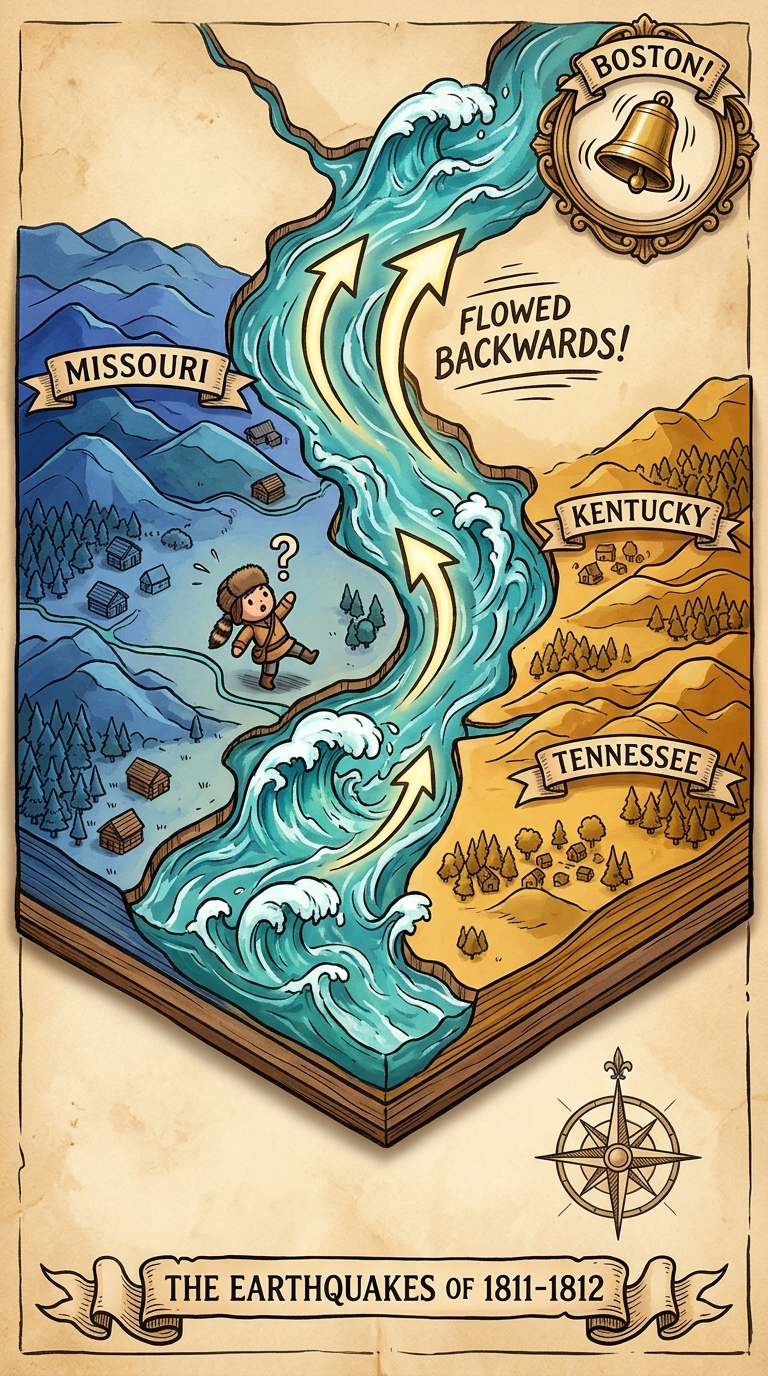 BOSTON!
FLOWED
BACKWARDS!
MISSOURI
KENTUCKY
?
TENNESSEE
THE EARTHQUAKES OF 1811-1812